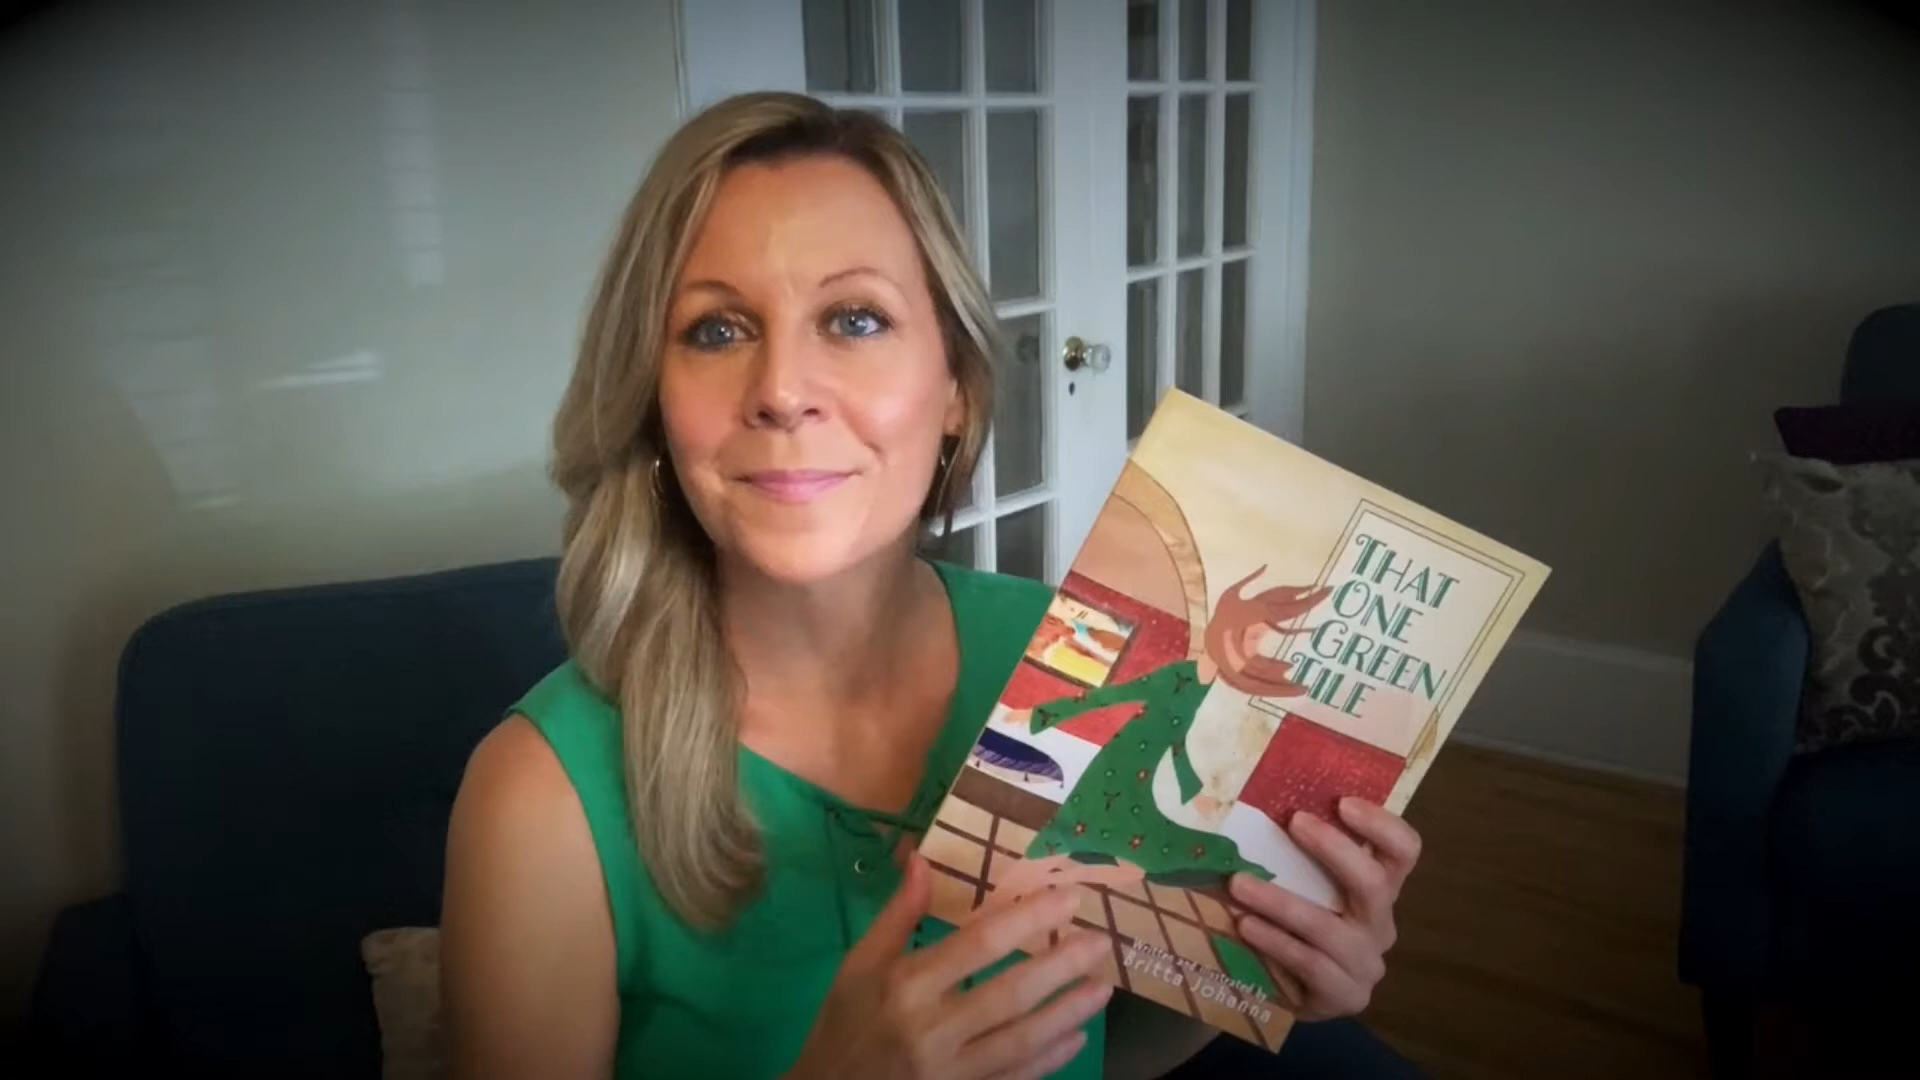 THAT
ONE
GREEN
TILE
Written and illustrated by
Britta Johanna